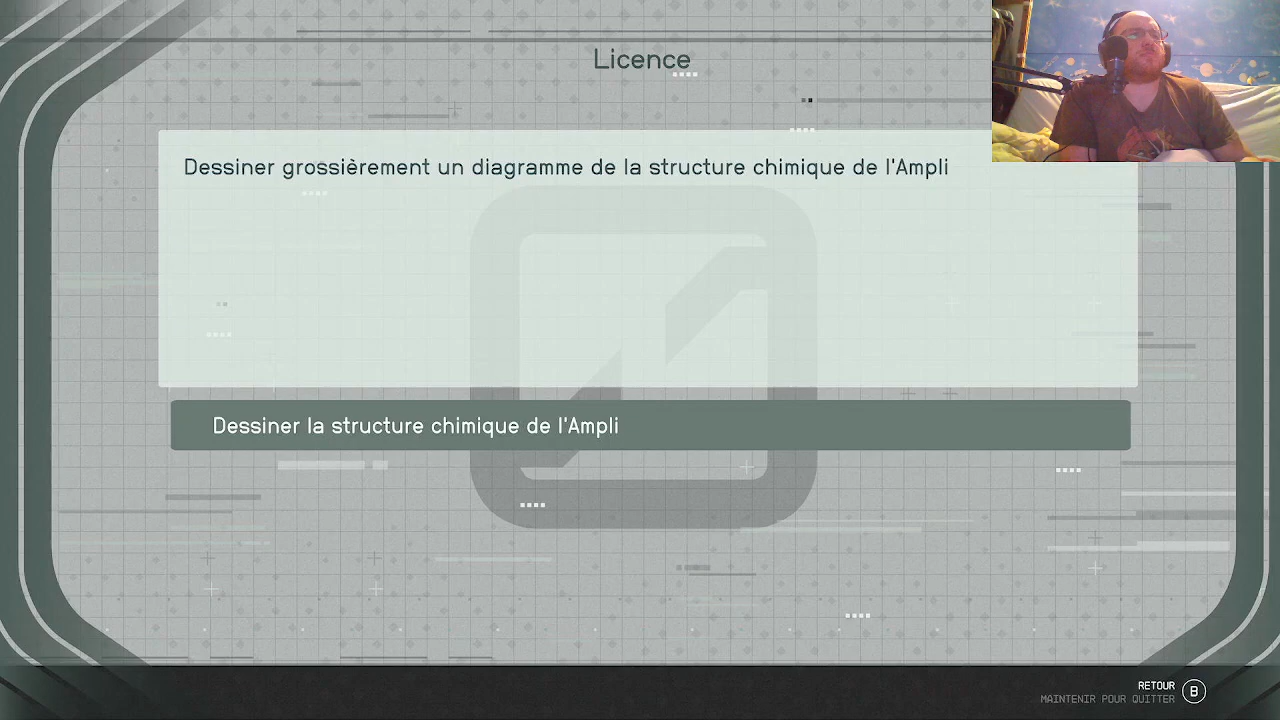 Licence
Dessiner grossièrement un diagramme de la structure chimique de l'Ampli
Dessiner la structure chimique de l'Ampli
RETOUR
MAINTENIR POUR QUITTER
B